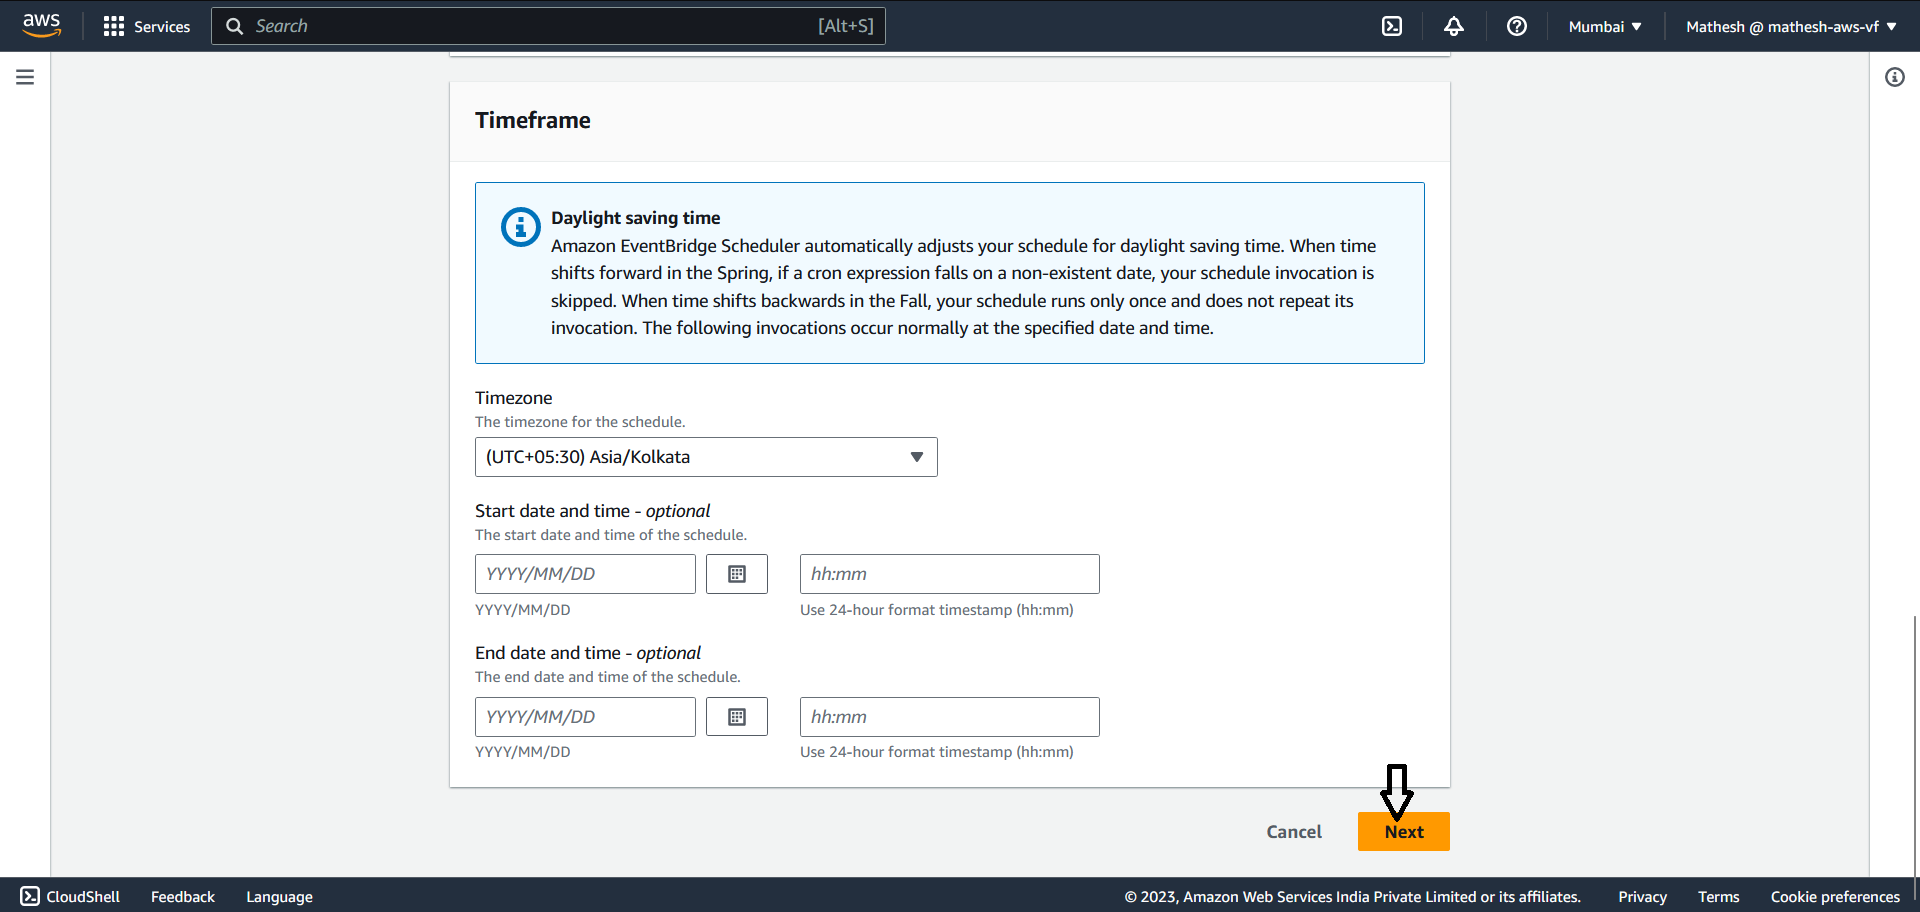 aws
Services
Search
[Alt+S]
Mumbai
Mathesh @ mathesh-aws-vf
Timeframe
Daylight saving time
Amazon EventBridge Scheduler automatically adjusts your schedule for daylight saving time. When time
shifts forward in the Spring, if a cron expression falls on a non-existent date, your schedule invocation is
skipped. When time shifts backwards in the Fall, your schedule runs only once and does not repeat its
invocation. The following invocations occur normally at the specified date and time.
Timezone
The timezone for the schedule.
(UTC+05:30) Asia/Kolkata
Start date and time - optional
The start date and time of the schedule.
YYYY/MM/DD
hh:mm
YYYY/MM/DD
Use 24-hour format timestamp (hh:mm)
End date and time - optional
The end date and time of the schedule.
YYYY/MM/DD
hh:mm
YYYY/MM/DD
Use 24-hour format timestamp (hh:mm)
Cancel
Next
CloudShell
Feedback
Language
© 2023, Amazon Web Services India Private Limited or its affiliates.
Privacy
Terms
Cookie preferences